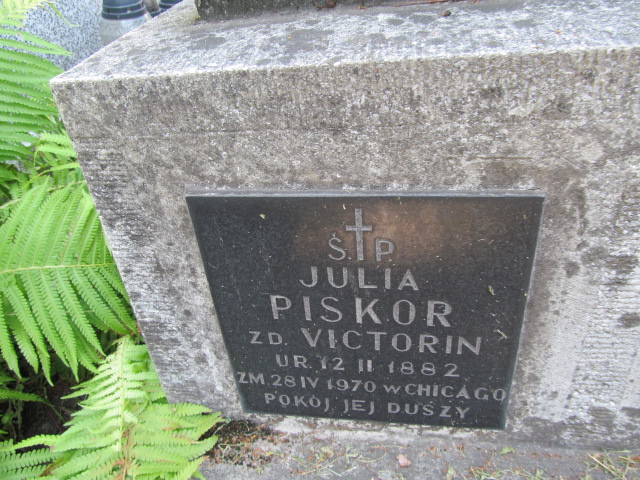 Ś.†P.
JULIA
PISKOR
ZD. VICTORIN
UR. 12 II 1882
ZM. 28 IV 1970 W CHICAGO
POKÓJ JEJ DUSZY